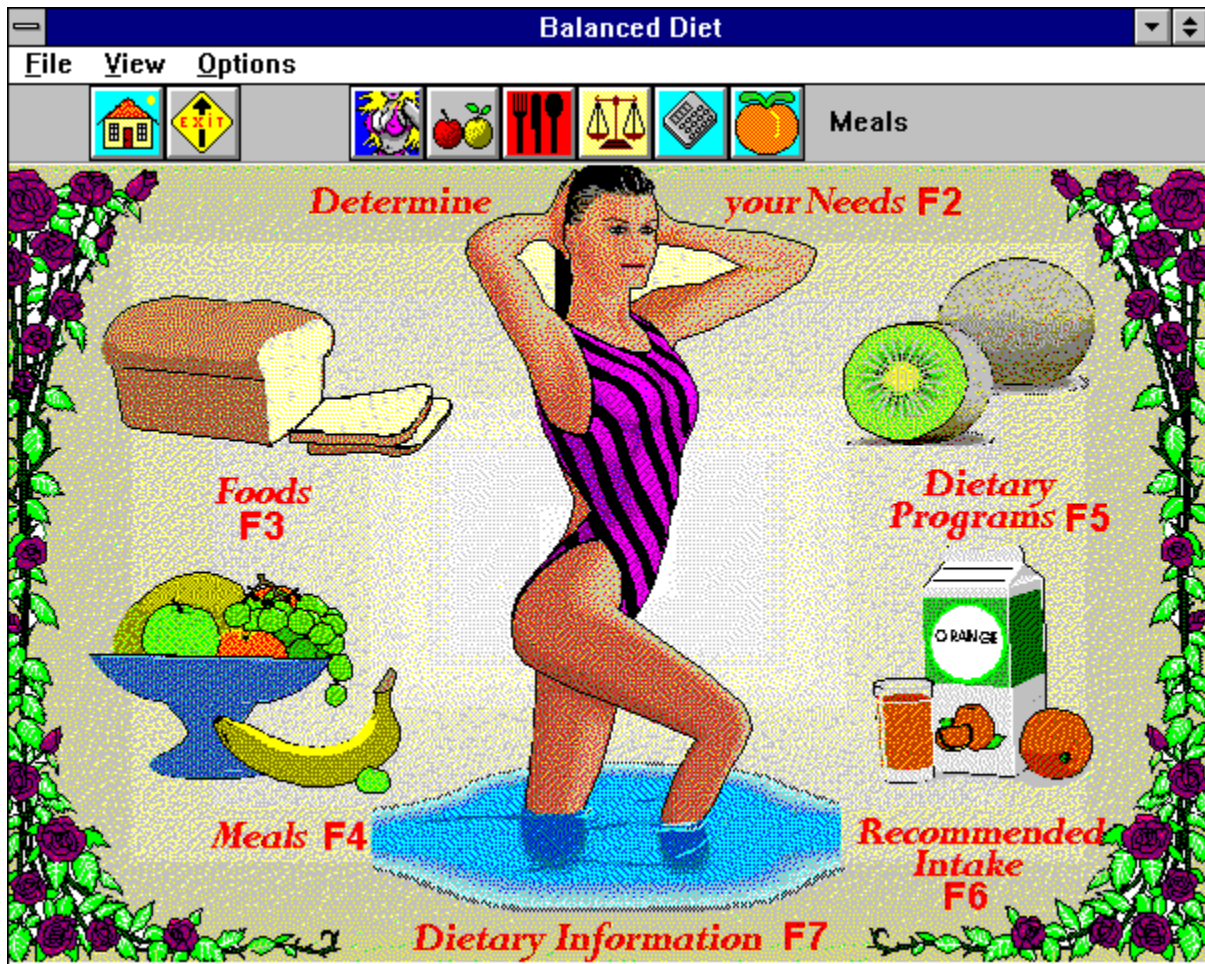 Balanced Diet
File View Options
EXIT
Meals
Determine your Needs F2
Foods
F3
Dietary
Programs F5
ORANGE
Meals F4
Recommended
Intake
F6
Dietary Information F7